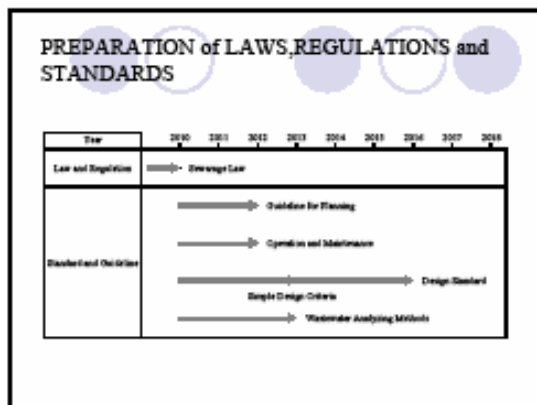 PREPARATION of LAWS,REGULATIONS and
STANDARDS
Year 2010 2011 2012 2013 2014 2015 2016 2017 2018
Law and Regulation Sewerage Law
Guideline for Planning
Operation and Maintenance
Standard and Guideline Design Standard
Simple Design Criteria
Wastewater Analyzing Methods